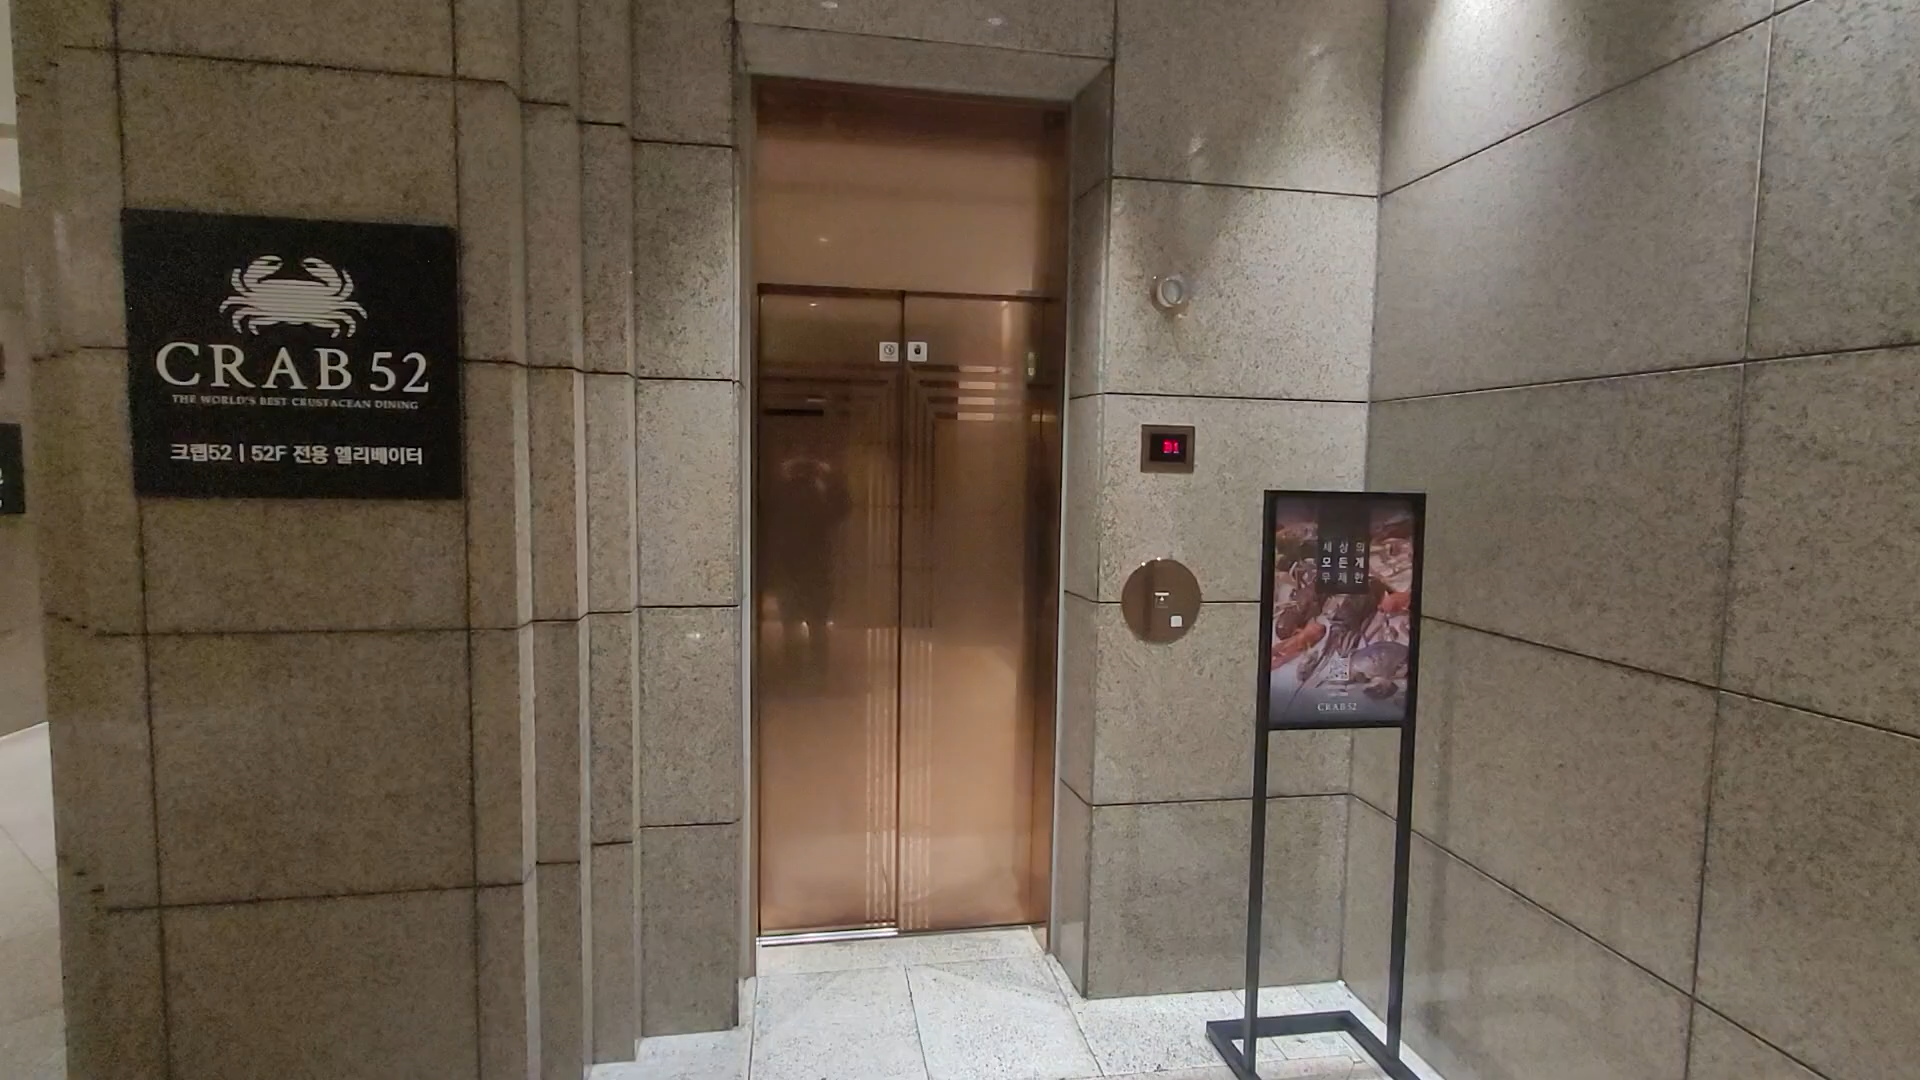 CRAB 52
THE WORLD'S BEST CRUSTACEAN DINING
크랩52 | 52F 전용 엘리베이터
B1
세상의
모든게
무제한
CRAB52